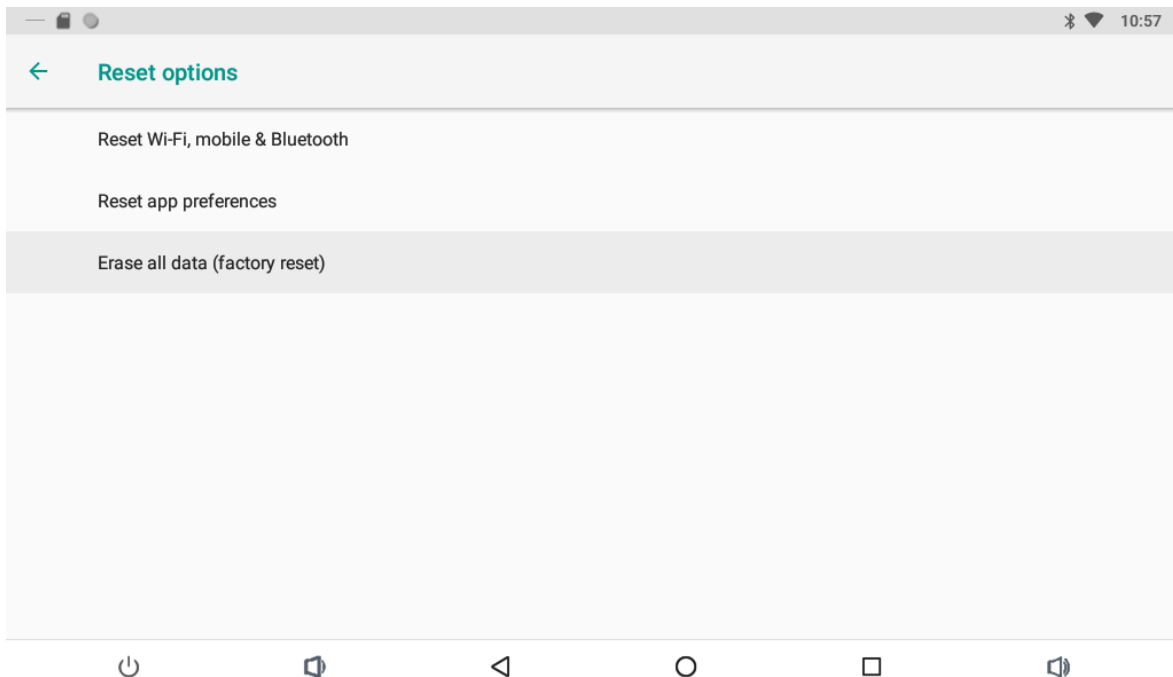 10:57
Reset options
Reset Wi-Fi, mobile & Bluetooth
Reset app preferences
Erase all data (factory reset)